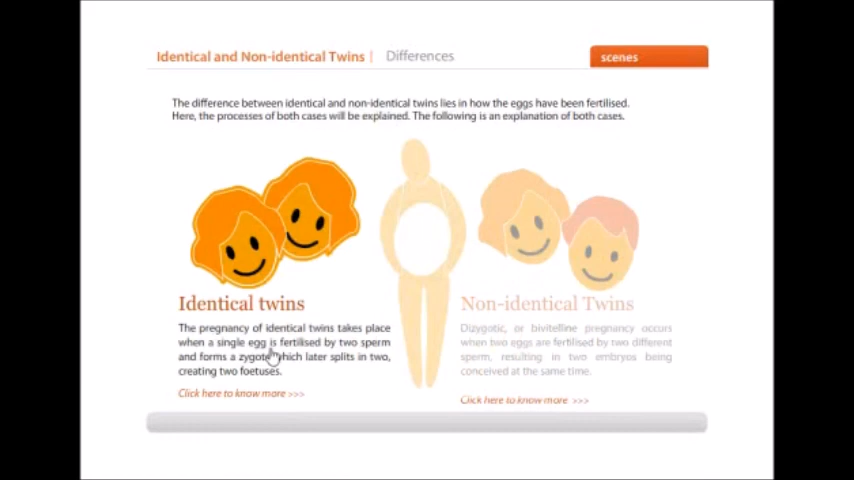 Identical and Non-identical Twins | Differences
scenes
The difference between identical and non-identical twins lies in how the eggs have been fertilised.
Here, the processes of both cases will be explained. The following is an explanation of both cases.
Identical twins
The pregnancy of identical twins takes place
when a single egg is fertilised by two sperm
and forms a zygote which later splits in two,
creating two foetuses.
Click here to know more >>>
Non-identical Twins
Dizygotic, or bivitelline pregnancy occurs
when two eggs are fertilised by two different
sperm, resulting in two embryos being
conceived at the same time.
Click here to know more >>>